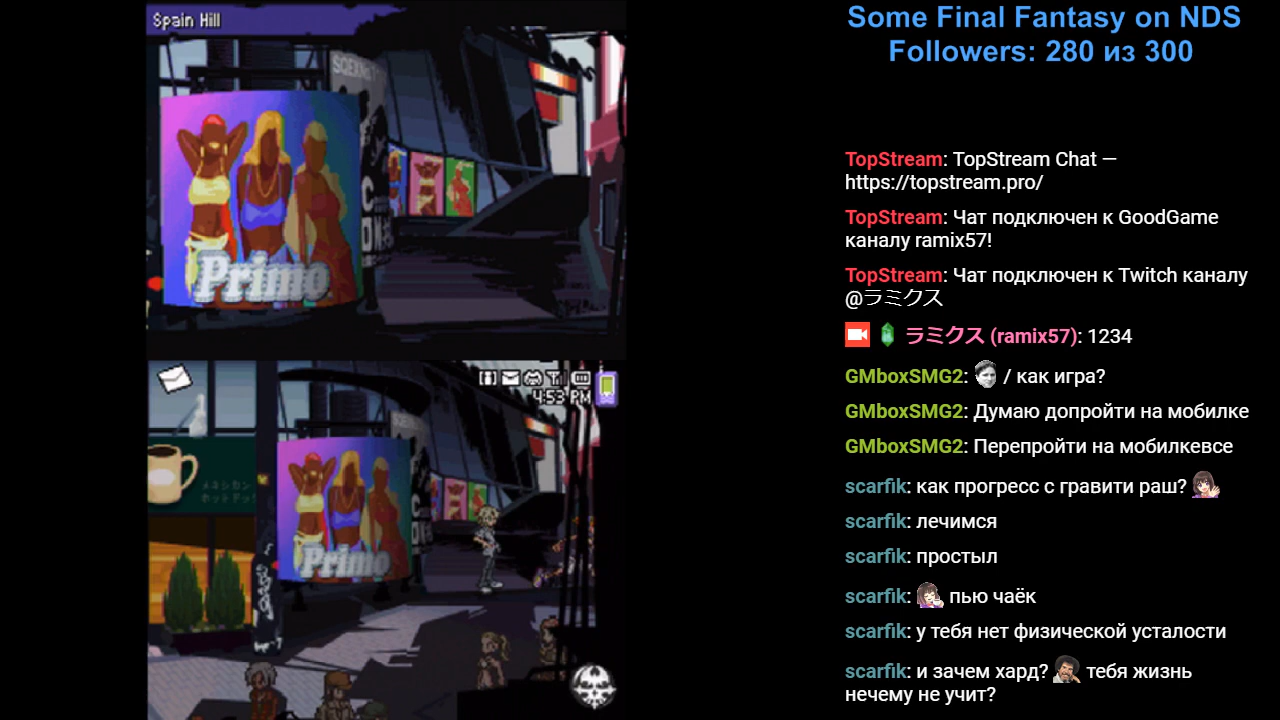 Spain Hill
Primo
4:53 PM
Primo
Some Final Fantasy on NDS
Followers: 280 из 300
TopStream: TopStream Chat —
https://topstream.pro/
TopStream: Чат подключен к GoodGame
каналу ramix57!
TopStream: Чат подключен к Twitch каналу
@ラミクス
ラミクス (ramix57): 1234
GMboxSMG2: / как игра?
GMboxSMG2: Думаю допройти на мобилке
GMboxSMG2: Перепройти на мобилкевсе
scarfik: как прогресс с гравити раш?
scarfik: лечимся
scarfik: простыл
scarfik: пью чаёк
scarfik: у тебя нет физической усталости
scarfik: и зачем хард? тебя жизнь
нечему не учит?